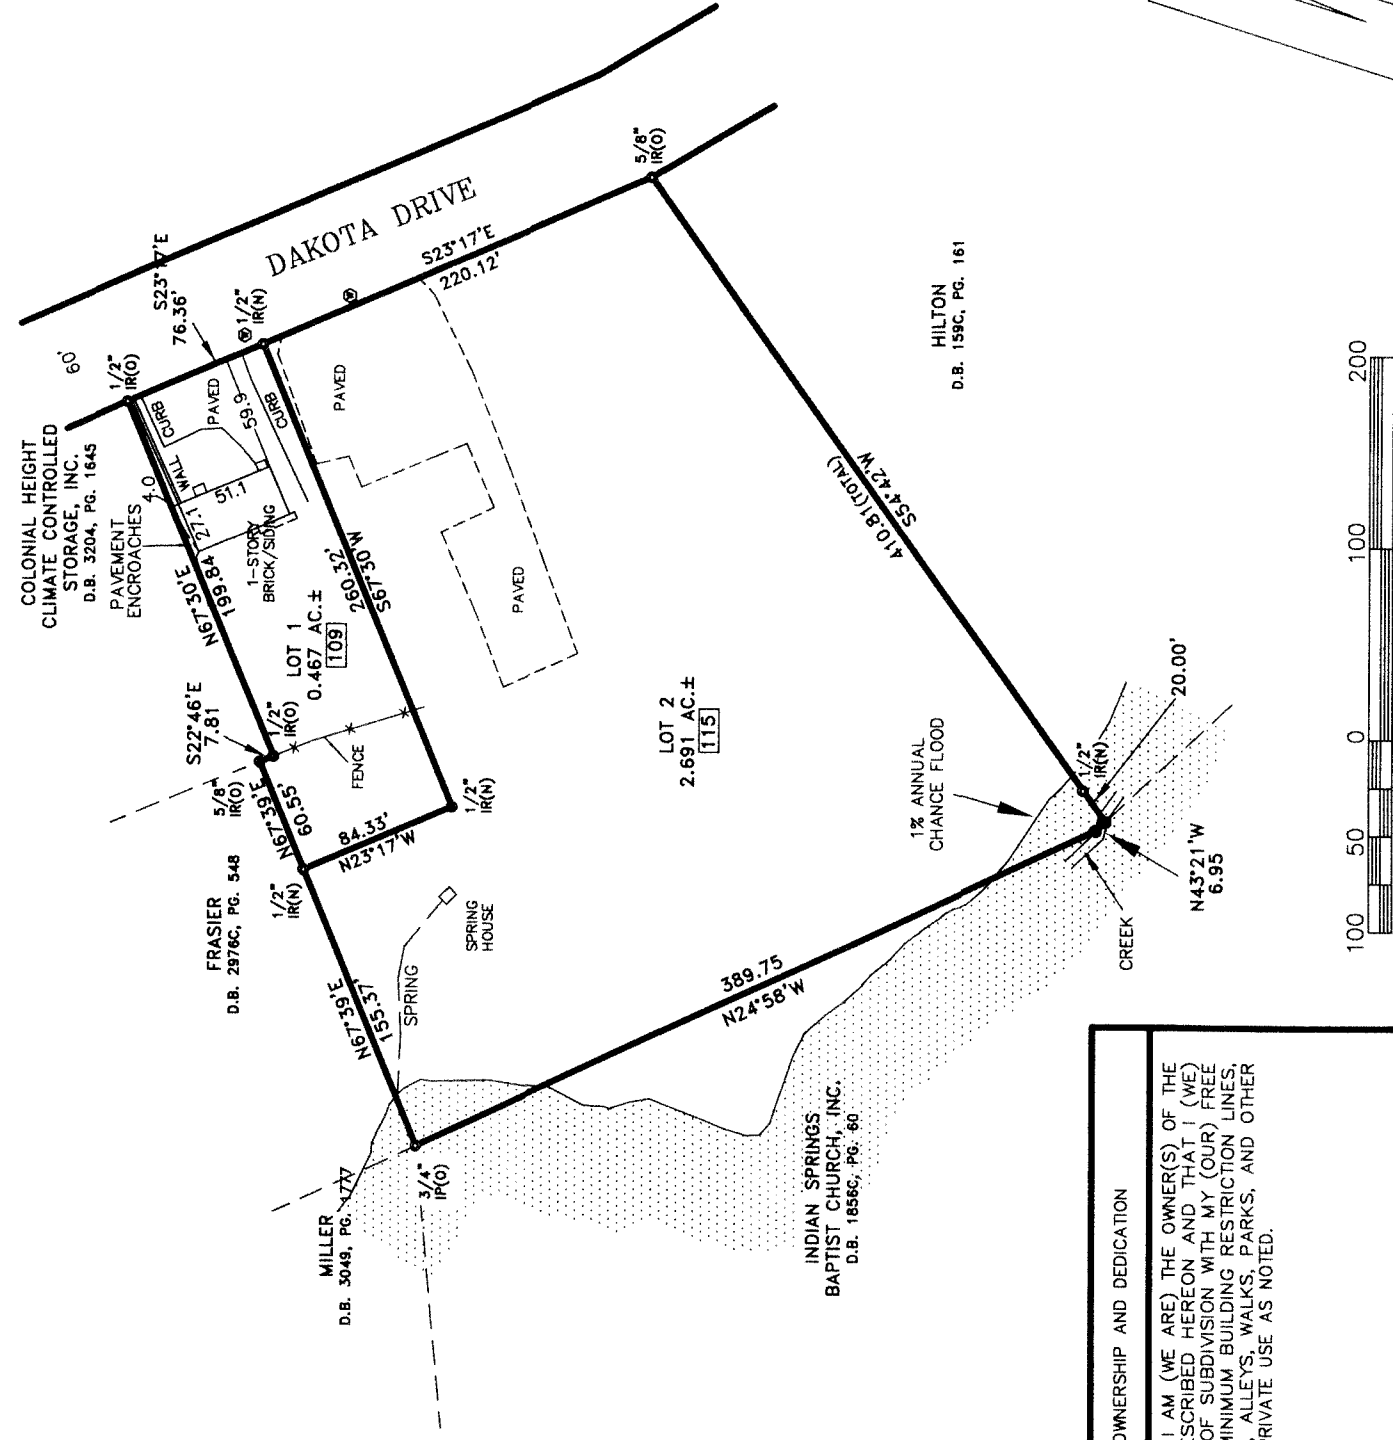 DAKOTA DRIVE
60'
S23°17'E
76.36'
1/2"
IR(O)
1/2"
IR(N)
S23°17'E
220.12'
5/8"
IR(O)
COLONIAL HEIGHT
CLIMATE CONTROLLED
STORAGE, INC.
D.B. 3204, PG. 1645
PAVEMENT
ENCROACHES
4.0
WALL
CURB
PAVED
59.9
CURB
27.1
51.1
1-STORY
BRICK/SIDING
N67°30'E
199.84
LOT 1
0.467 AC.±
109
260.32'
S67°30'W
PAVED
PAVED
S22°46'E
7.81
1/2"
IR(O)
5/8"
IR(O)
FENCE
N67°39'E
60.55'
84.33'
N23°17'W
1/2"
IR(N)
1/2"
IR(N)
FRASIER
D.B. 2976C, PG. 548
LOT 2
2.691 AC.±
115
HILTON
D.B. 159C, PG. 161
410.81(TOTAL)
S54°42'W
SPRING
HOUSE
SPRING
N67°39'E
155.37'
389.75
N24°58'W
1% ANNUAL
CHANCE FLOOD
1/2"
IR(N)
20.00'
N43°21'W
6.95
CREEK
3/4"
IP(O)
MILLER
D.B. 3049, PG. 1777
INDIAN SPRINGS
BAPTIST CHURCH, INC.
D.B. 1856C, PG. 60
100 50 0 100 200
OWNERSHIP AND DEDICATION
I AM (WE ARE) THE OWNER(S) OF THE
ESCRIBED HEREON AND THAT I (WE)
OF SUBDIVISION WITH MY (OUR) FREE
MINIMUM BUILDING RESTRICTION LINES,
, ALLEYS, WALKS, PARKS, AND OTHER
PRIVATE USE AS NOTED.